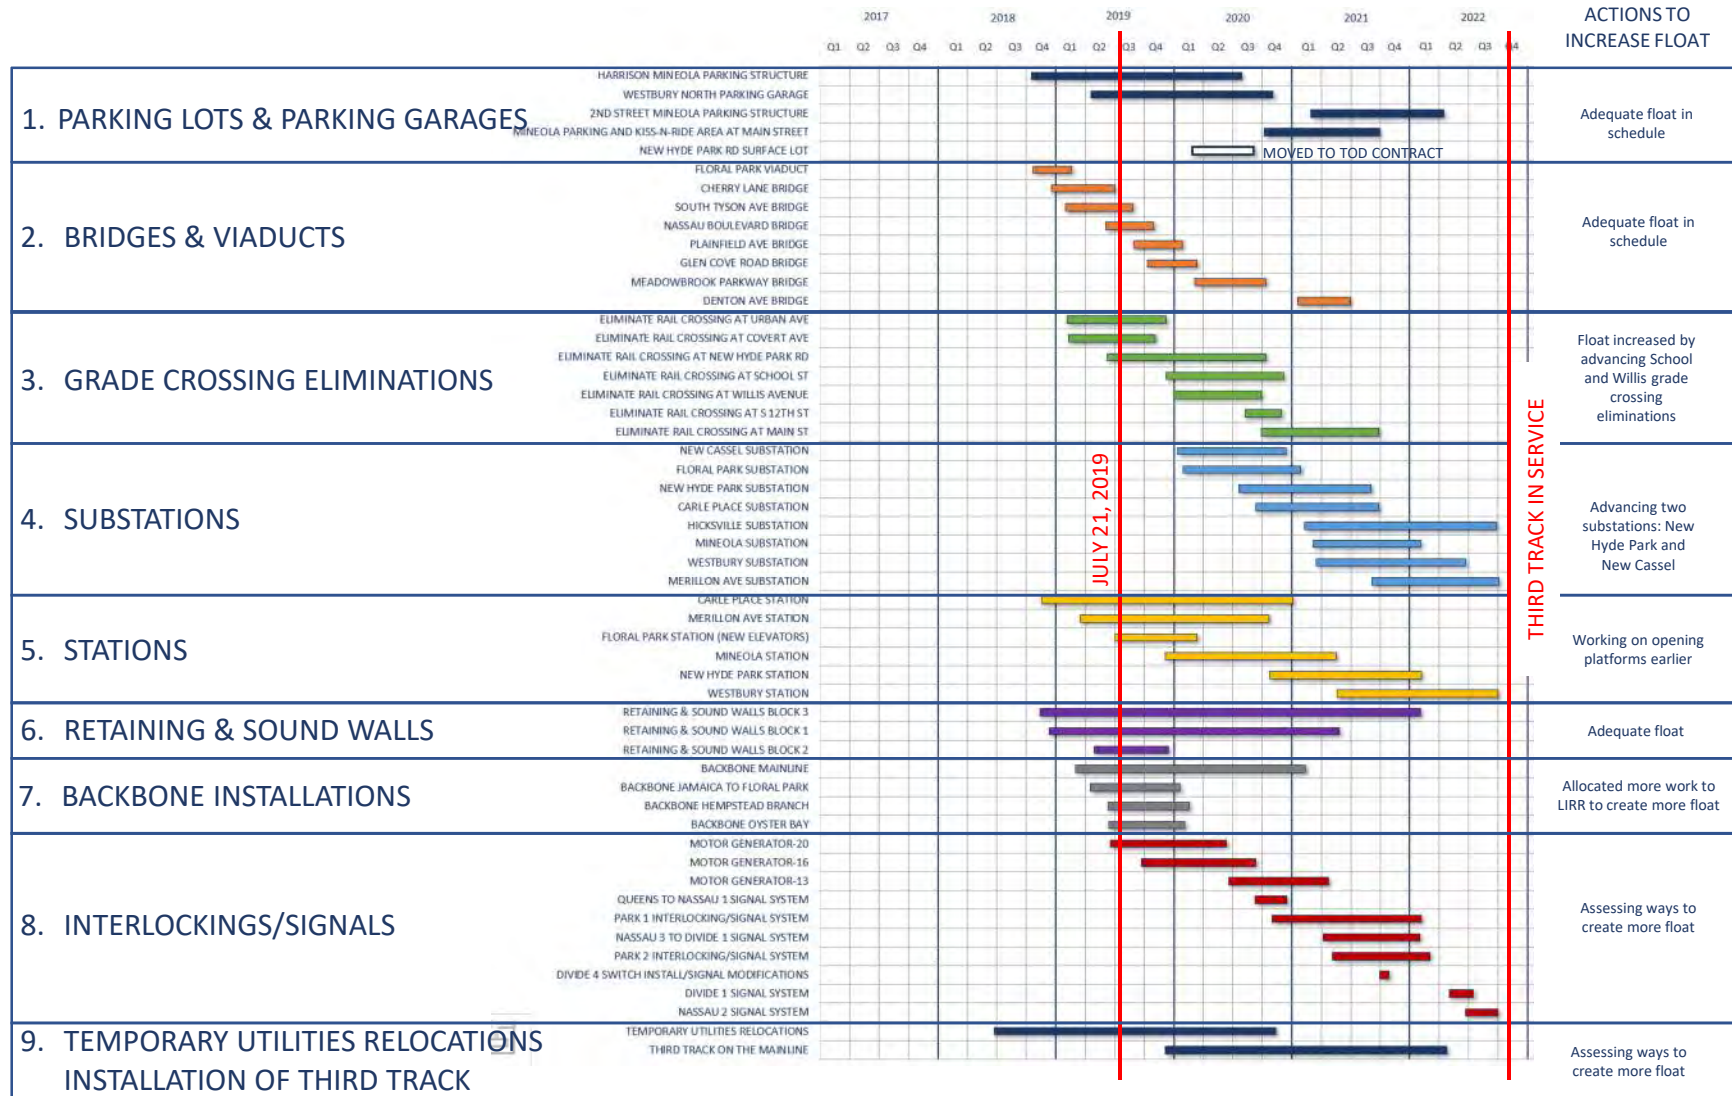 2017 2018 2019 2020 2021 2022
ACTIONS TO
INCREASE FLOAT
Q1 Q2 Q3 Q4 Q1 Q2 Q3 Q4 Q1 Q2 Q3 Q4 Q1 Q2 Q3 Q4 Q1 Q2 Q3 Q4 Q1 Q2 Q3 Q4
1. PARKING LOTS & PARKING GARAGES
HARRISON MINEOLA PARKING STRUCTURE
WESTBURY NORTH PARKING GARAGE
2ND STREET MINEOLA PARKING STRUCTURE
MINEOLA PARKING AND KISS-N-RIDE AREA AT MAIN STREET
NEW HYDE PARK RD SURFACE LOT
MOVED TO TOD CONTRACT
Adequate float in
schedule
2. BRIDGES & VIADUCTS
FLORAL PARK VIADUCT
CHERRY LANE BRIDGE
SOUTH TYSON AVE BRIDGE
NASSAU BOULEVARD BRIDGE
PLAINFIELD AVE BRIDGE
GLEN COVE ROAD BRIDGE
MEADOWBROOK PARKWAY BRIDGE
DENTON AVE BRIDGE
Adequate float in
schedule
3. GRADE CROSSING ELIMINATIONS
ELIMINATE RAIL CROSSING AT URBAN AVE
ELIMINATE RAIL CROSSING AT COVERT AVE
ELIMINATE RAIL CROSSING AT NEW HYDE PARK RD
ELIMINATE RAIL CROSSING AT SCHOOL ST
ELIMINATE RAIL CROSSING AT WILLIS AVENUE
ELIMINATE RAIL CROSSING AT S 12TH ST
ELIMINATE RAIL CROSSING AT MAIN ST
Float increased by
advancing School
and Willis grade
crossing
eliminations
4. SUBSTATIONS
NEW CASSEL SUBSTATION
FLORAL PARK SUBSTATION
NEW HYDE PARK SUBSTATION
CARLE PLACE SUBSTATION
HICKSVILLE SUBSTATION
MINEOLA SUBSTATION
WESTBURY SUBSTATION
MERILLON AVE SUBSTATION
JULY 21, 2019
THIRD TRACK IN SERVICE
Advancing two
substations: New
Hyde Park and
New Cassel
5. STATIONS
CARLE PLACE STATION
MERILLON AVE STATION
FLORAL PARK STATION (NEW ELEVATORS)
MINEOLA STATION
NEW HYDE PARK STATION
WESTBURY STATION
Working on opening
platforms earlier
6. RETAINING & SOUND WALLS
RETAINING & SOUND WALLS BLOCK 3
RETAINING & SOUND WALLS BLOCK 1
RETAINING & SOUND WALLS BLOCK 2
Adequate float
7. BACKBONE INSTALLATIONS
BACKBONE MAINLINE
BACKBONE JAMAICA TO FLORAL PARK
BACKBONE HEMPSTEAD BRANCH
BACKBONE OYSTER BAY
Allocated more work to
LIRR to create more float
8. INTERLOCKINGS/SIGNALS
MOTOR GENERATOR-20
MOTOR GENERATOR-16
MOTOR GENERATOR-13
QUEENS TO NASSAU 1 SIGNAL SYSTEM
PARK 1 INTERLOCKING/SIGNAL SYSTEM
NASSAU 3 TO DIVIDE 1 SIGNAL SYSTEM
PARK 2 INTERLOCKING/SIGNAL SYSTEM
DIVIDE 4 SWITCH INSTALL/SIGNAL MODIFICATIONS
DIVIDE 1 SIGNAL SYSTEM
NASSAU 2 SIGNAL SYSTEM
Assessing ways to
create more float
9. TEMPORARY UTILITIES RELOCATIONS
INSTALLATION OF THIRD TRACK
TEMPORARY UTILITIES RELOCATIONS
THIRD TRACK ON THE MAINLINE
Assessing ways to
create more float